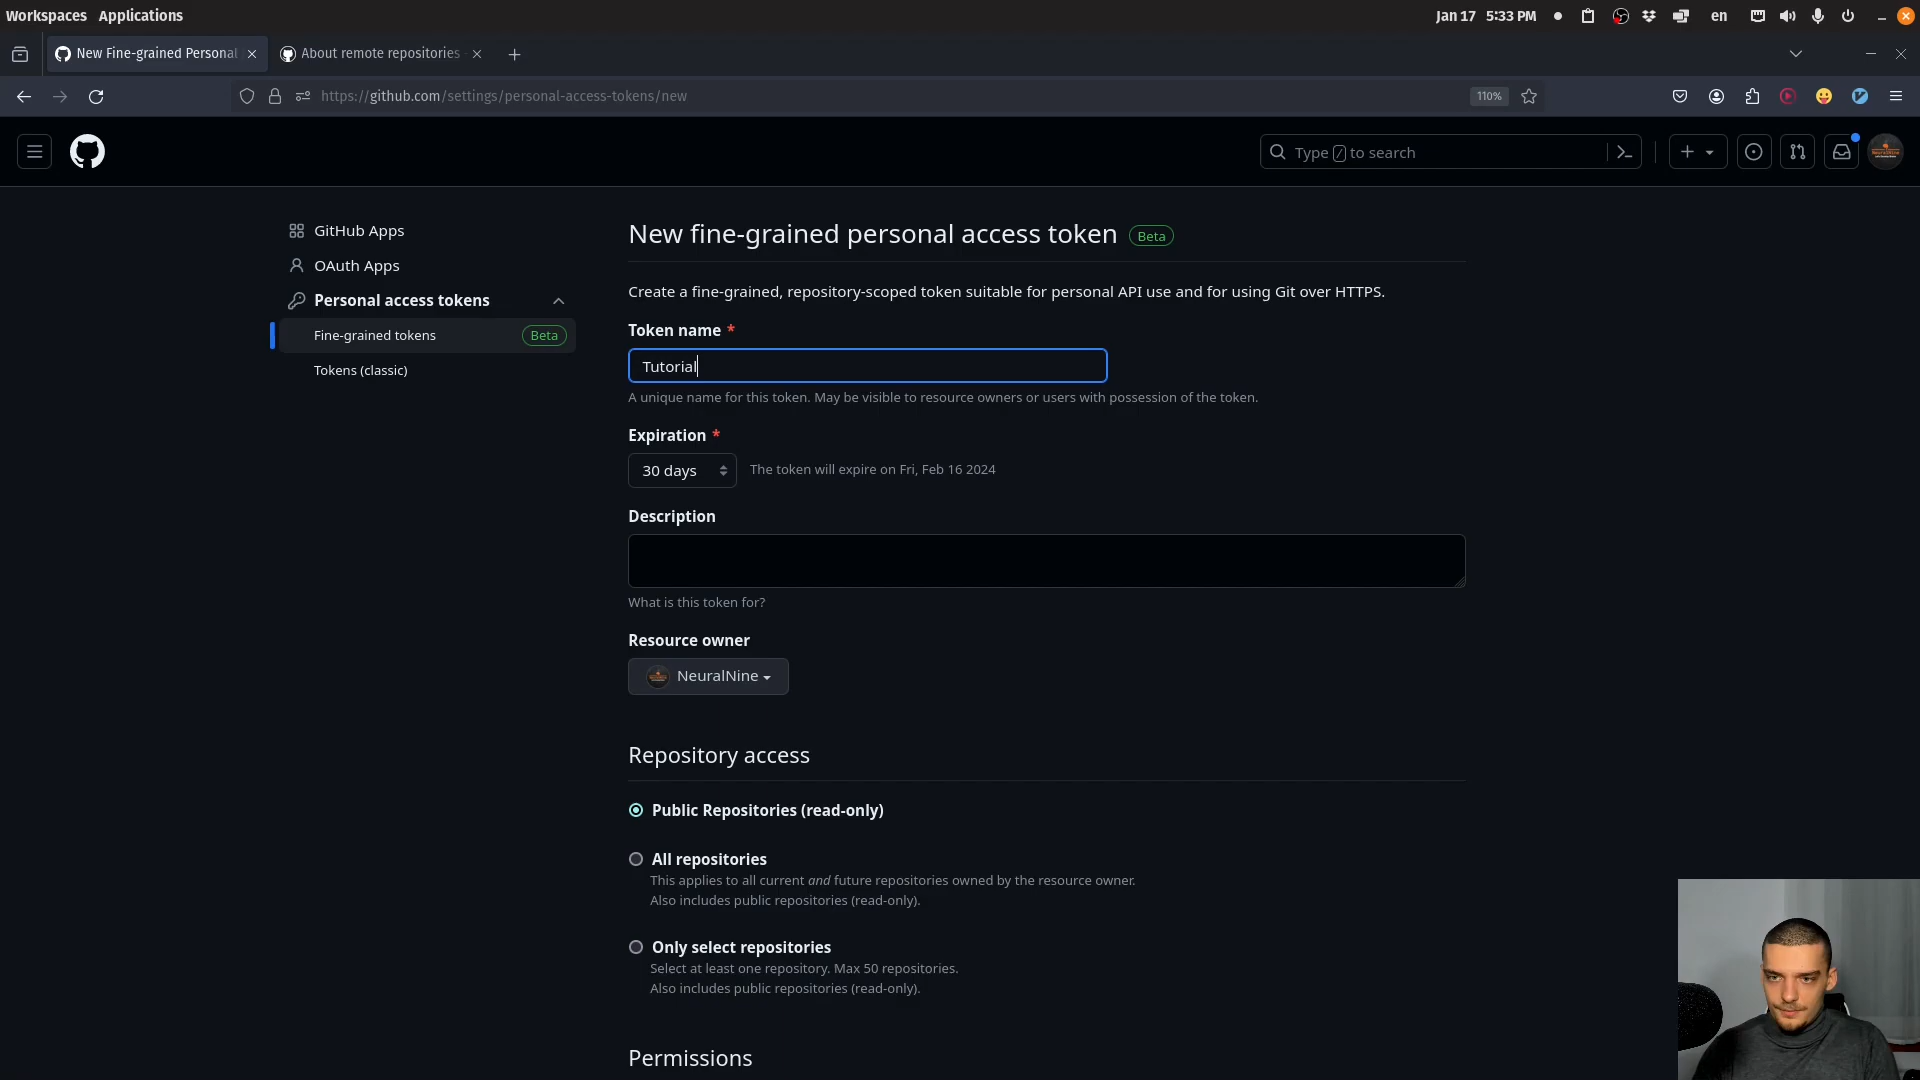 Workspaces Applications
Jan 17 5:33 PM
en
New Fine-grained Personal
About remote repositories
https://github.com/settings/personal-access-tokens/new
110%
Type / to search
GitHub Apps
OAuth Apps
Personal access tokens
Fine-grained tokens Beta
Tokens (classic)
New fine-grained personal access token Beta
Create a fine-grained, repository-scoped token suitable for personal API use and for using Git over HTTPS.
Token name *
Tutorial
A unique name for this token. May be visible to resource owners or users with possession of the token.
Expiration *
30 days The token will expire on Fri, Feb 16 2024
Description
What is this token for?
Resource owner
NeuralNine
Repository access
Public Repositories (read-only)
All repositories
This applies to all current and future repositories owned by the resource owner.
Also includes public repositories (read-only).
Only select repositories
Select at least one repository. Max 50 repositories.
Also includes public repositories (read-only).
Permissions